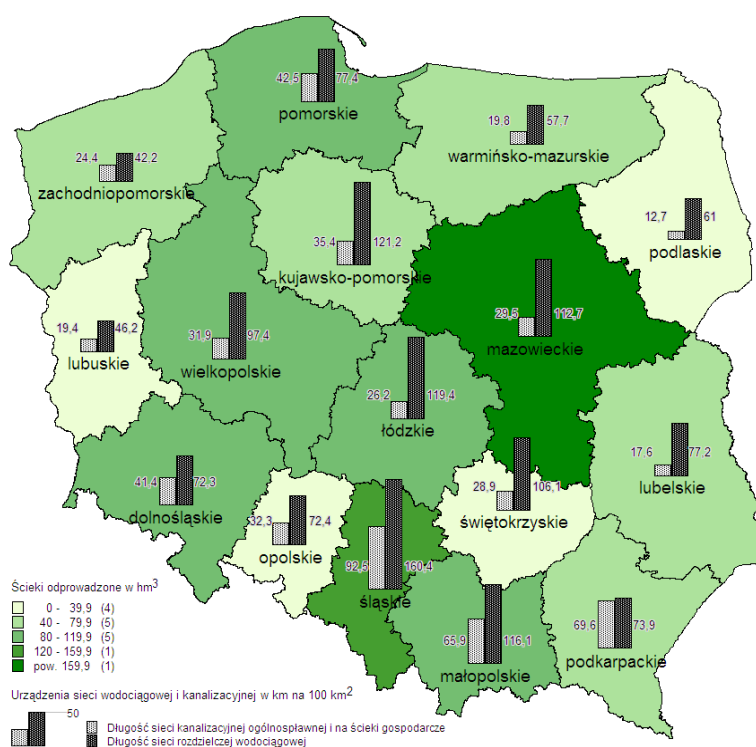 42,5 77,4
pomorskie
19,8 57,7
warmińsko-mazurskie
24,4 42,2
zachodniopomorskie
35,4 121,2
kujawsko-pomorskie
12,7 61
podlaskie
19,4 46,2
lubuskie
31,9 97,4
wielkopolskie
29,5 112,7
mazowieckie
26,2 119,4
łódzkie
17,6 77,2
lubelskie
41,4 72,3
dolnośląskie
32,3 72,4
opolskie
28,9 106,1
świętokrzyskie
92,5 160,4
śląskie
65,9 116,1
małopolskie
69,6 73,9
podkarpackie
Ścieki odprowadzone w hm³
0 - 39,9 (4)
40 - 79,9 (5)
80 - 119,9 (5)
120 - 159,9 (1)
pow. 159,9 (1)
Urządzenia sieci wodociągowej i kanalizacyjnej w km na 100 km²
50
Długość sieci kanalizacyjnej ogólnospławnej i na ścieki gospodarcze
Długość sieci rozdzielczej wodociągowej